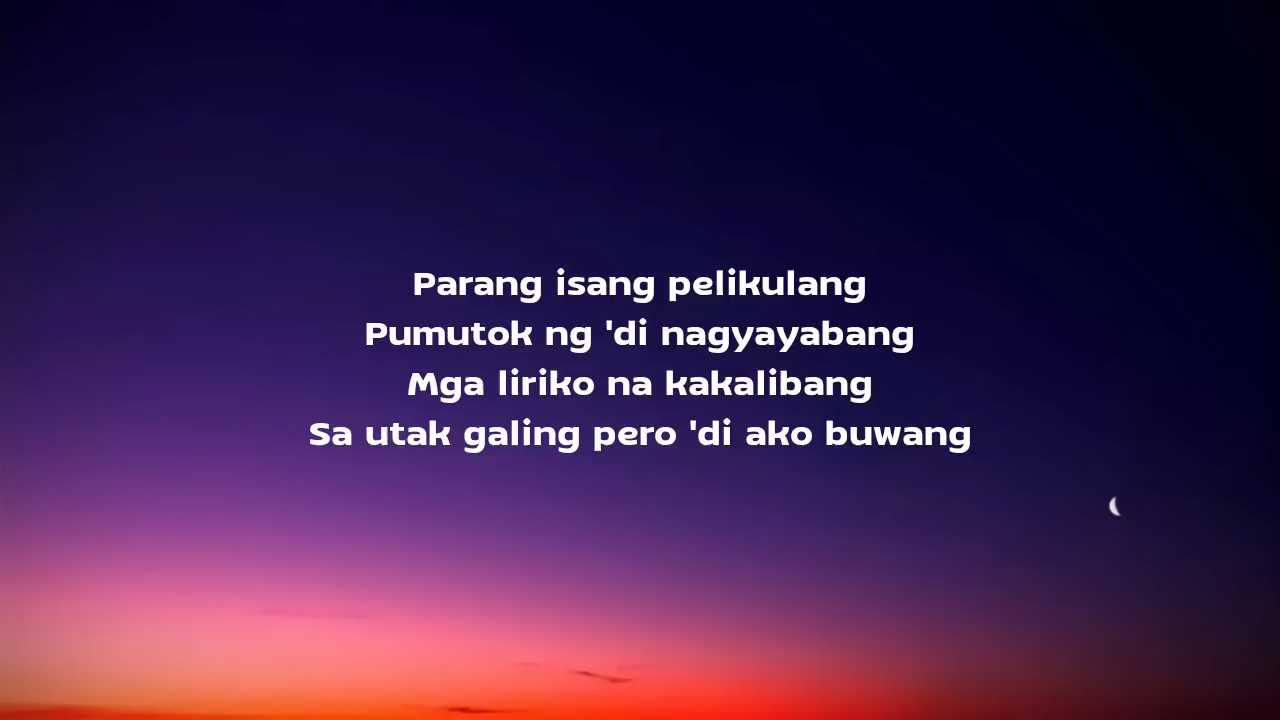 Parang isang pelikulang
Pumutok ng 'di nagyayabang
Mga liriko na kakalibang
Sa utak galing pero 'di ako buwang